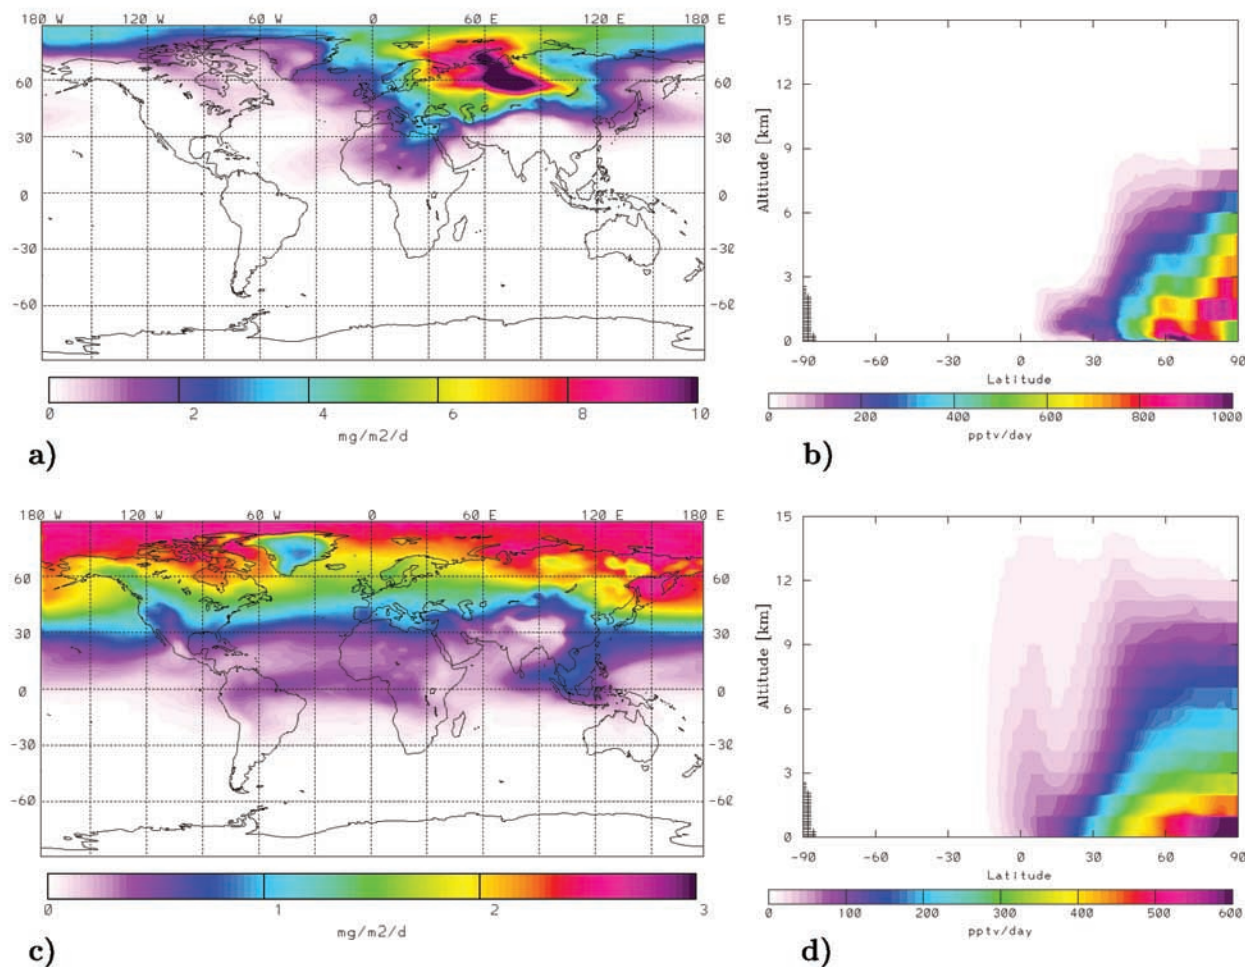 180 W 120 W 60 W 0 60 E 120 E 180 E
60 60
30 30
0 0
-30 -30
-60 -60
0 2 4 6 8 10
mg/m2/d
a)
15
12
9
6
3
0
Altitude [km]
-90 -60 -30 0 30 60 90
Latitude
0 200 400 600 800 1000
pptv/day
b)
180 W 120 W 60 W 0 60 E 120 E 180 E
60 60
30 30
0 0
-30 -30
-60 -60
0 1 2 3
mg/m2/d
c)
15
12
9
6
3
0
Altitude [km]
-90 -60 -30 0 30 60 90
Latitude
0 100 200 300 400 500 600
pptv/day
d)